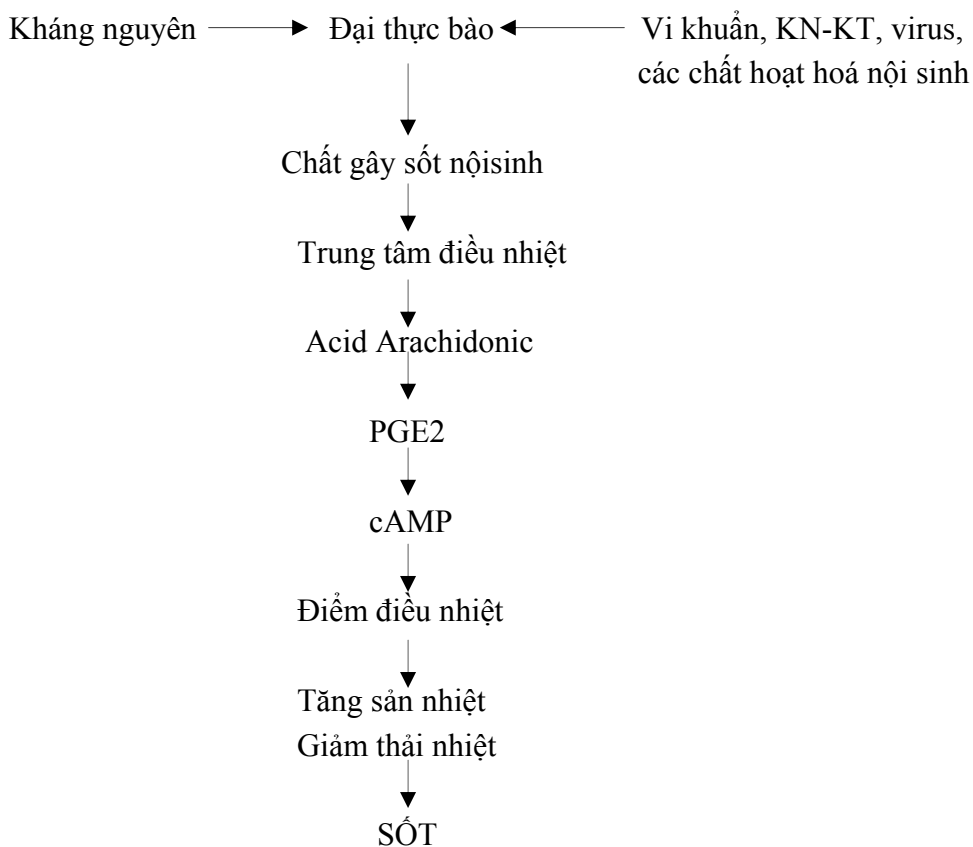 Kháng nguyên
Đại thực bào
Vi khuẩn, KN-KT, virus,
các chất hoạt hoá nội sinh
Chất gây sốt nộisinh
Trung tâm điều nhiệt
Acid Arachidonic
PGE2
cAMP
Điểm điều nhiệt
Tăng sản nhiệt
Giảm thải nhiệt
SỐT